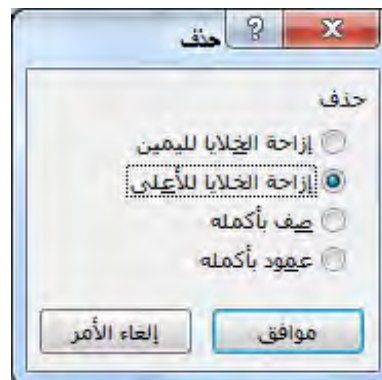 حذف
حذف
إزاحة الخلايا لليمين
إزاحة الخلايا للأعلى
صف بأكمله
عمود بأكمله
موافق
إلغاء الأمر